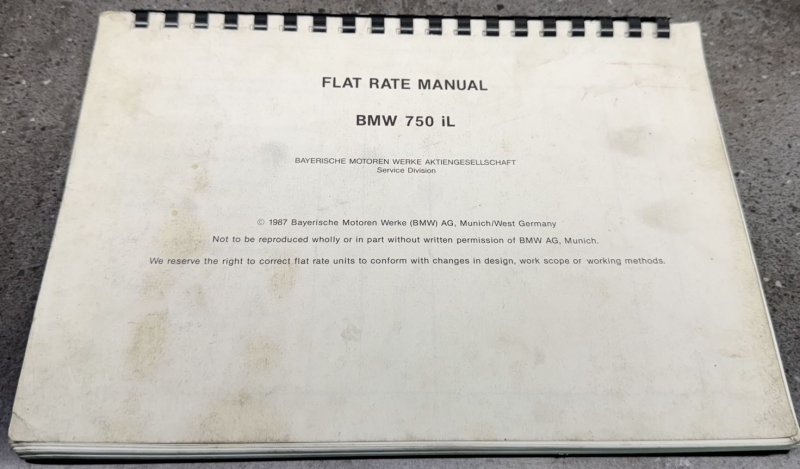 FLAT RATE MANUAL
BMW 750 iL
BAYERISCHE MOTOREN WERKE AKTIENGESELLSCHAFT
Service Division
© 1987 Bayerische Motoren Werke (BMW) AG, Munich/West Germany
Not to be reproduced wholly or in part without written permission of BMW AG, Munich.
We reserve the right to correct flat rate units to conform with changes in design, work scope or working methods.